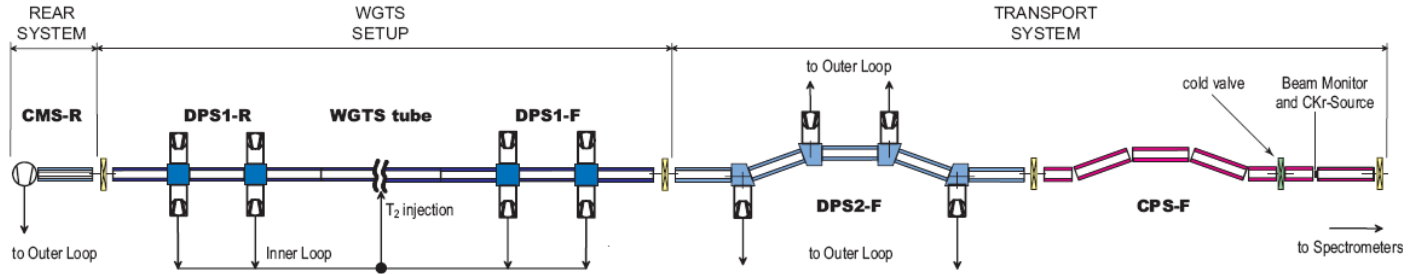 REAR
SYSTEM
WGTS
SETUP
TRANSPORT
SYSTEM
to Outer Loop
cold valve
Beam Monitor
and CKr-Source
CMS-R
DPS1-R
WGTS tube
DPS1-F
T2 injection
DPS2-F
CPS-F
to Outer Loop
Inner Loop
to Outer Loop
to Spectrometers